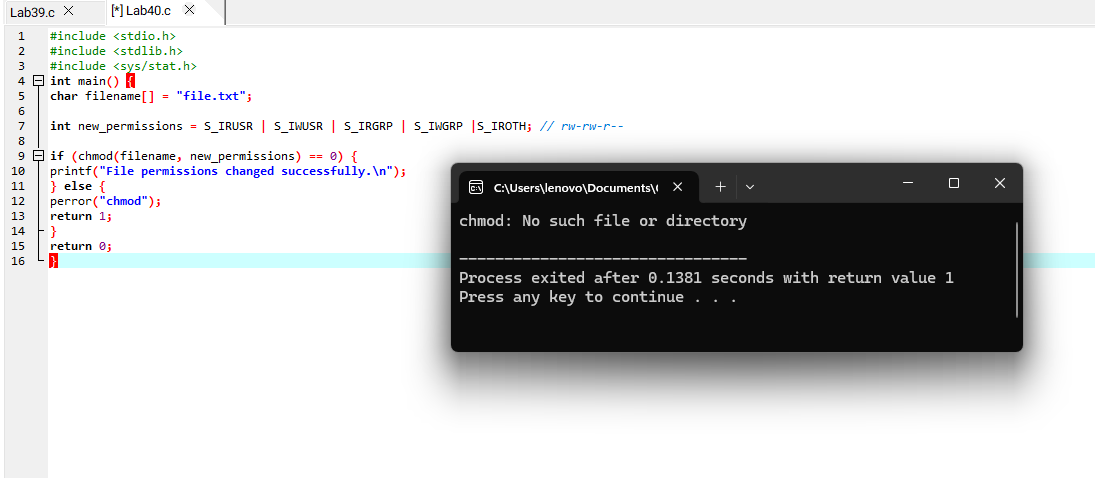 Lab39.c
[*] Lab40.c
1 #include <stdio.h>
2 #include <stdlib.h>
3 #include <sys/stat.h>
4 int main() {
5 char filename[] = "file.txt";
6
7 int new_permissions = S_IRUSR | S_IWUSR | S_IRGRP | S_IWGRP |S_IROTH; // rw-rw-r--
8
9 if (chmod(filename, new_permissions) == 0) {
10 printf("File permissions changed successfully.\n");
11 } else {
12 perror("chmod");
13 return 1;
14 }
15 return 0;
16 }
C:\Users\lenovo\Documents\
chmod: No such file or directory
--------------------------------
Process exited after 0.1381 seconds with return value 1
Press any key to continue . . .